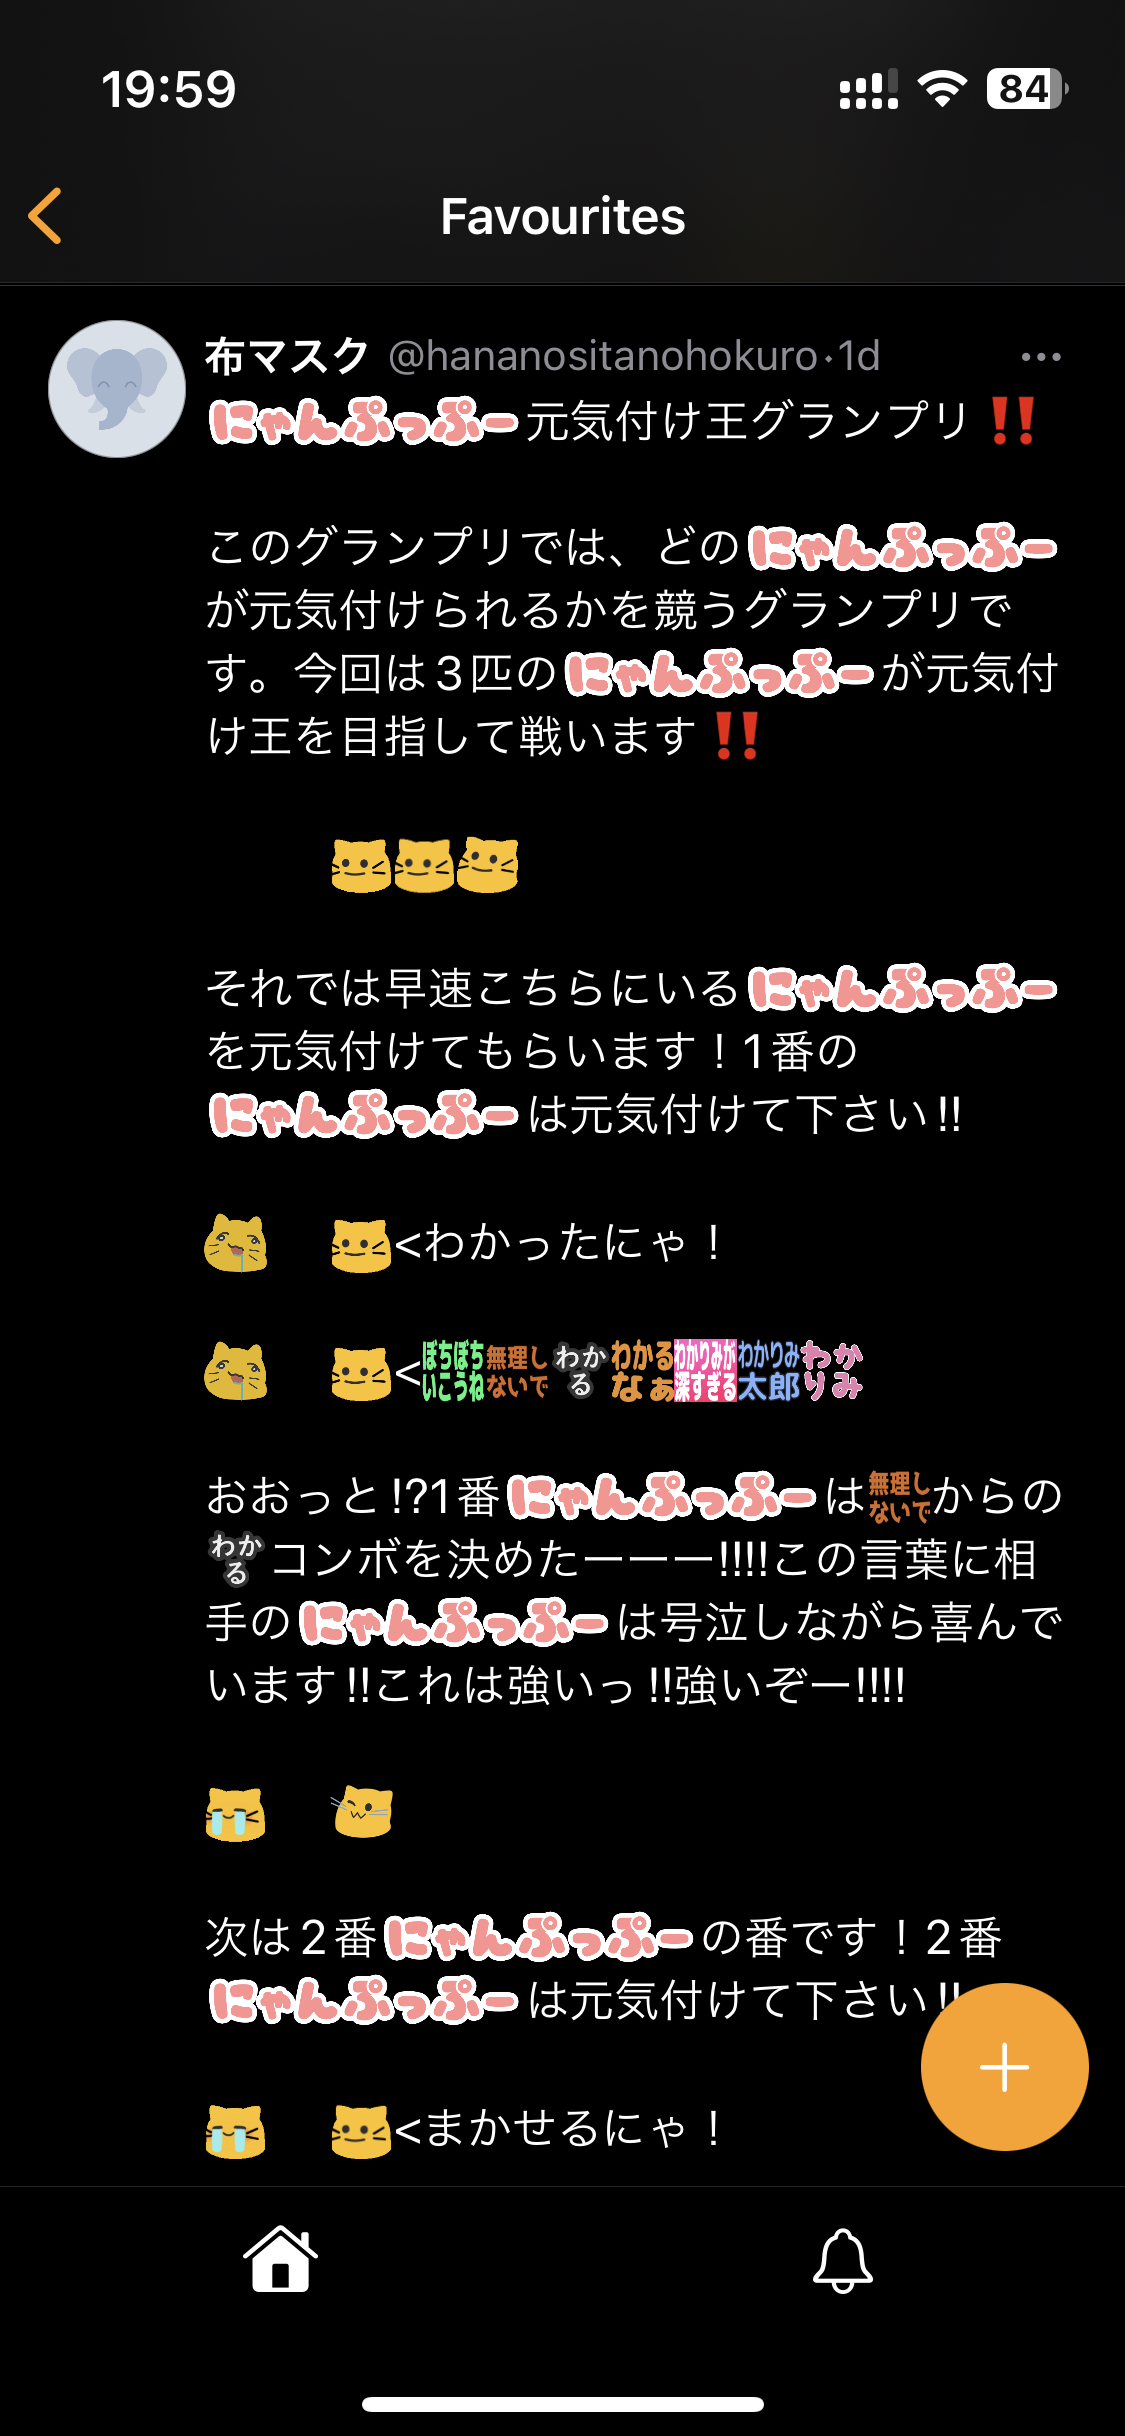 19:59
84
Favourites
布マスク @hananositanohokuro·1d
にゃんぷっぷー元気付け王グランプリ‼️
このグランプリでは、どのにゃんぷっぷー
が元気付けられるかを競うグランプリで
す。今回は3匹のにゃんぷっぷーが元気付
け王を目指して戦います‼️
それでは早速こちらにいるにゃんぷっぷー
を元気付けてもらいます！1番の
にゃんぷっぷーは元気付けて下さい‼
<わかったにゃ！
<ぼちぼちいこうね無理しないでわかるわかるなぁわかりみが深すぎるわかりみ太郎わかりみ
おおっと⁉1番にゃんぷっぷーは無理しないでからの
わかるコンボを決めたーーー‼‼この言葉に相
手のにゃんぷっぷーは号泣しながら喜んで
います‼これは強いっ‼強いぞー‼‼
次は2番にゃんぷっぷーの番です！2番
にゃんぷっぷーは元気付けて下さい‼
<まかせるにゃ！